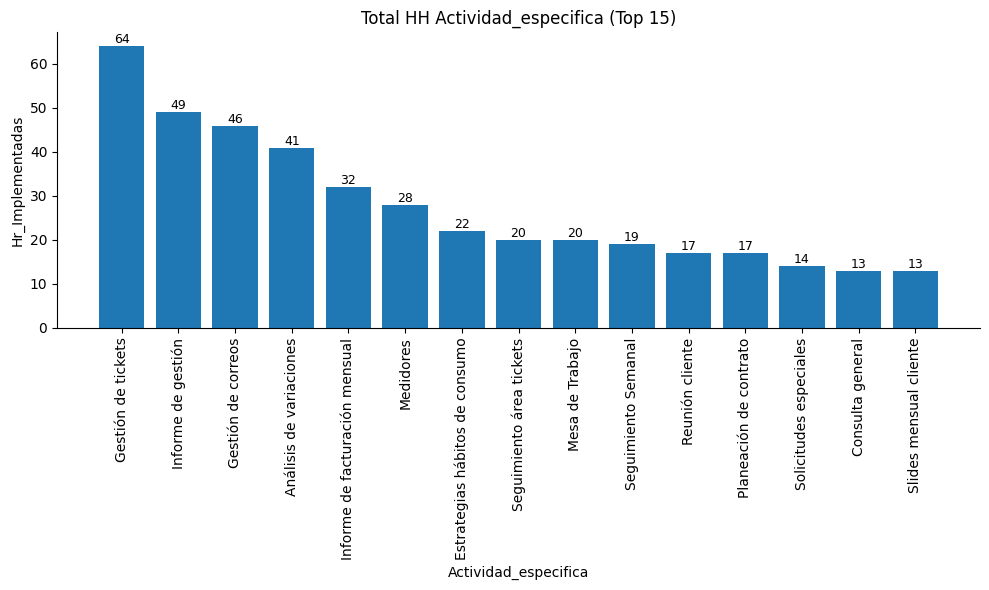 Total HH Actividad_especifica (Top 15)
Hr_Implementadas
60
50
40
30
20
10
0
64
49
46
41
32
28
22
20
20
19
17
17
14
13
13
Gestión de tickets
Informe de gestión
Gestión de correos
Análisis de variaciones
Informe de facturación mensual
Medidores
Estrategias hábitos de consumo
Seguimiento área tickets
Mesa de Trabajo
Seguimiento Semanal
Reunión cliente
Planeación de contrato
Solicitudes especiales
Consulta general
Slides mensual cliente
Actividad_especifica